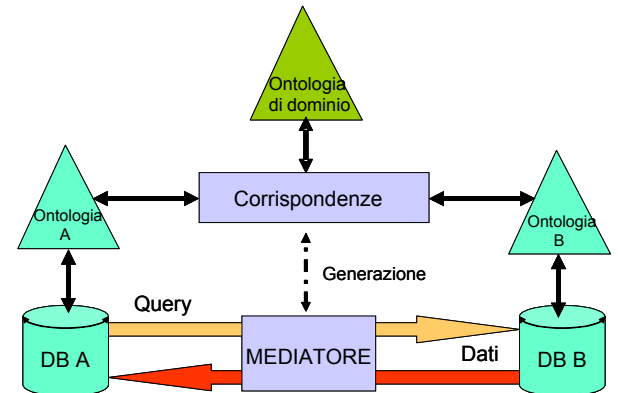 Ontologia
di dominio
Corrispondenze
Ontologia
A
Ontologia
B
Generazione
Query
DB A
MEDIATORE
Dati
DB B